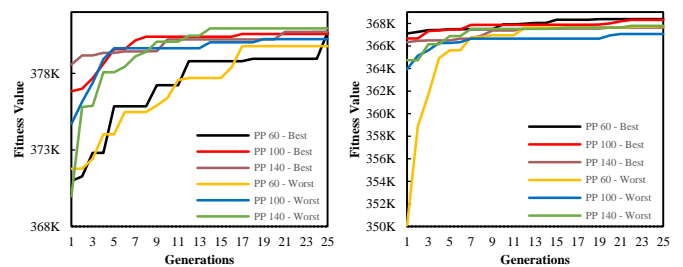 Fitness Value
378K
373K
368K
PP 60 - Best
PP 100 - Best
PP 140 - Best
PP 60 - Worst
PP 100 - Worst
PP 140 - Worst
1 3 5 7 9 11 13 15 17 19 21 23 25
Generations
Fitness Value
368K
366K
364K
362K
360K
358K
356K
354K
352K
350K
PP 60 - Best
PP 100 - Best
PP 140 - Best
PP 60 - Worst
PP 100 - Worst
PP 140 - Worst
1 3 5 7 9 11 13 15 17 19 21 23 25
Generations